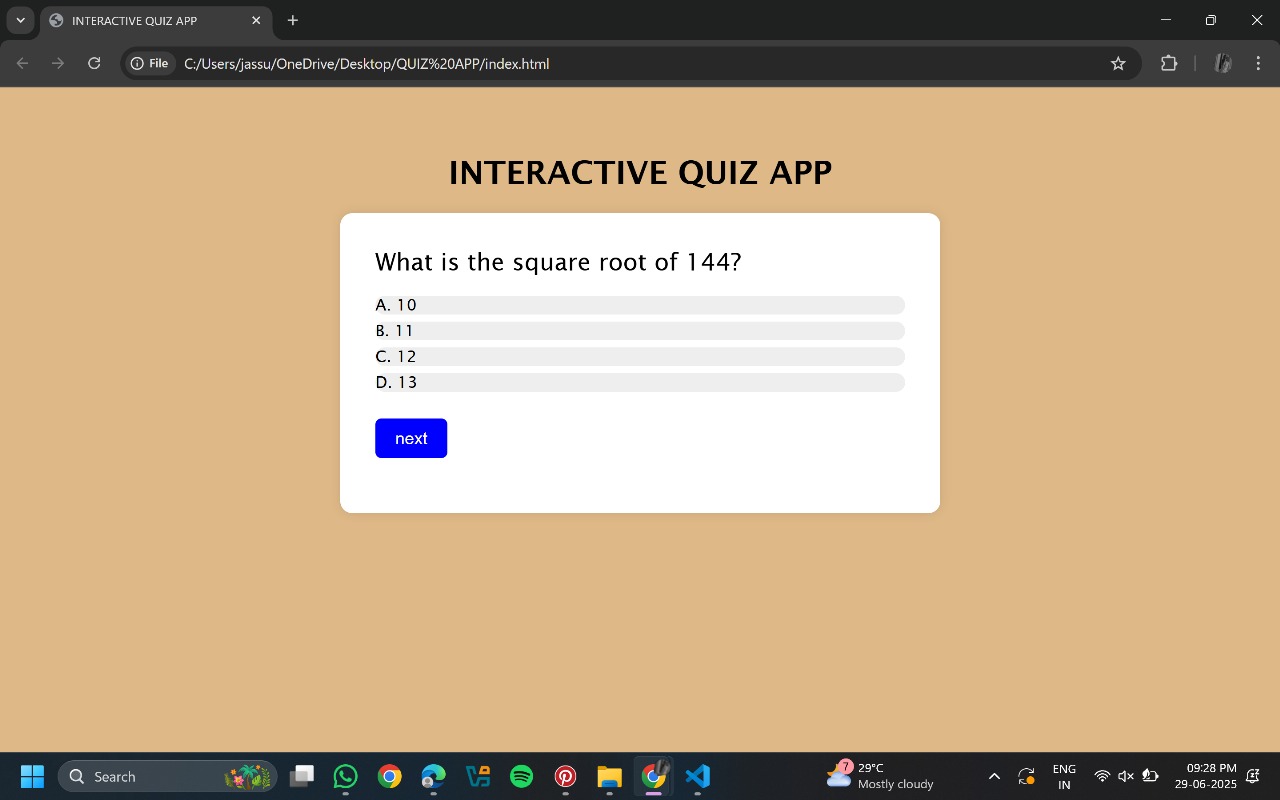 INTERACTIVE QUIZ APP
File C:/Users/jassu/OneDrive/Desktop/QUIZ%20APP/index.html
INTERACTIVE QUIZ APP
What is the square root of 144?
A. 10
B. 11
C. 12
D. 13
next
Search
7
29°C
Mostly cloudy
ENG
IN
09:28 PM
29-06-2025